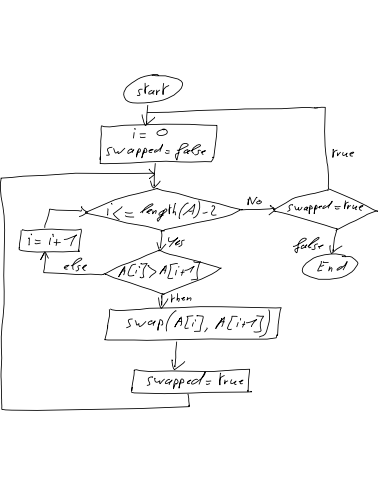 start
i = 0
swapped = false
true
i <= length(A)-2
No
swapped = true
Yes
i = i+1
false
End
else
A[i]>A[i+1]
then
swap(A[i], A[i+1])
swapped = true